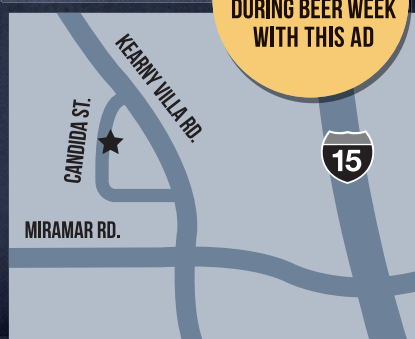 DURING BEER WEEK
WITH THIS AD
KEARNY VILLA RD.
CANDIDA ST.
15
MIRAMAR RD.